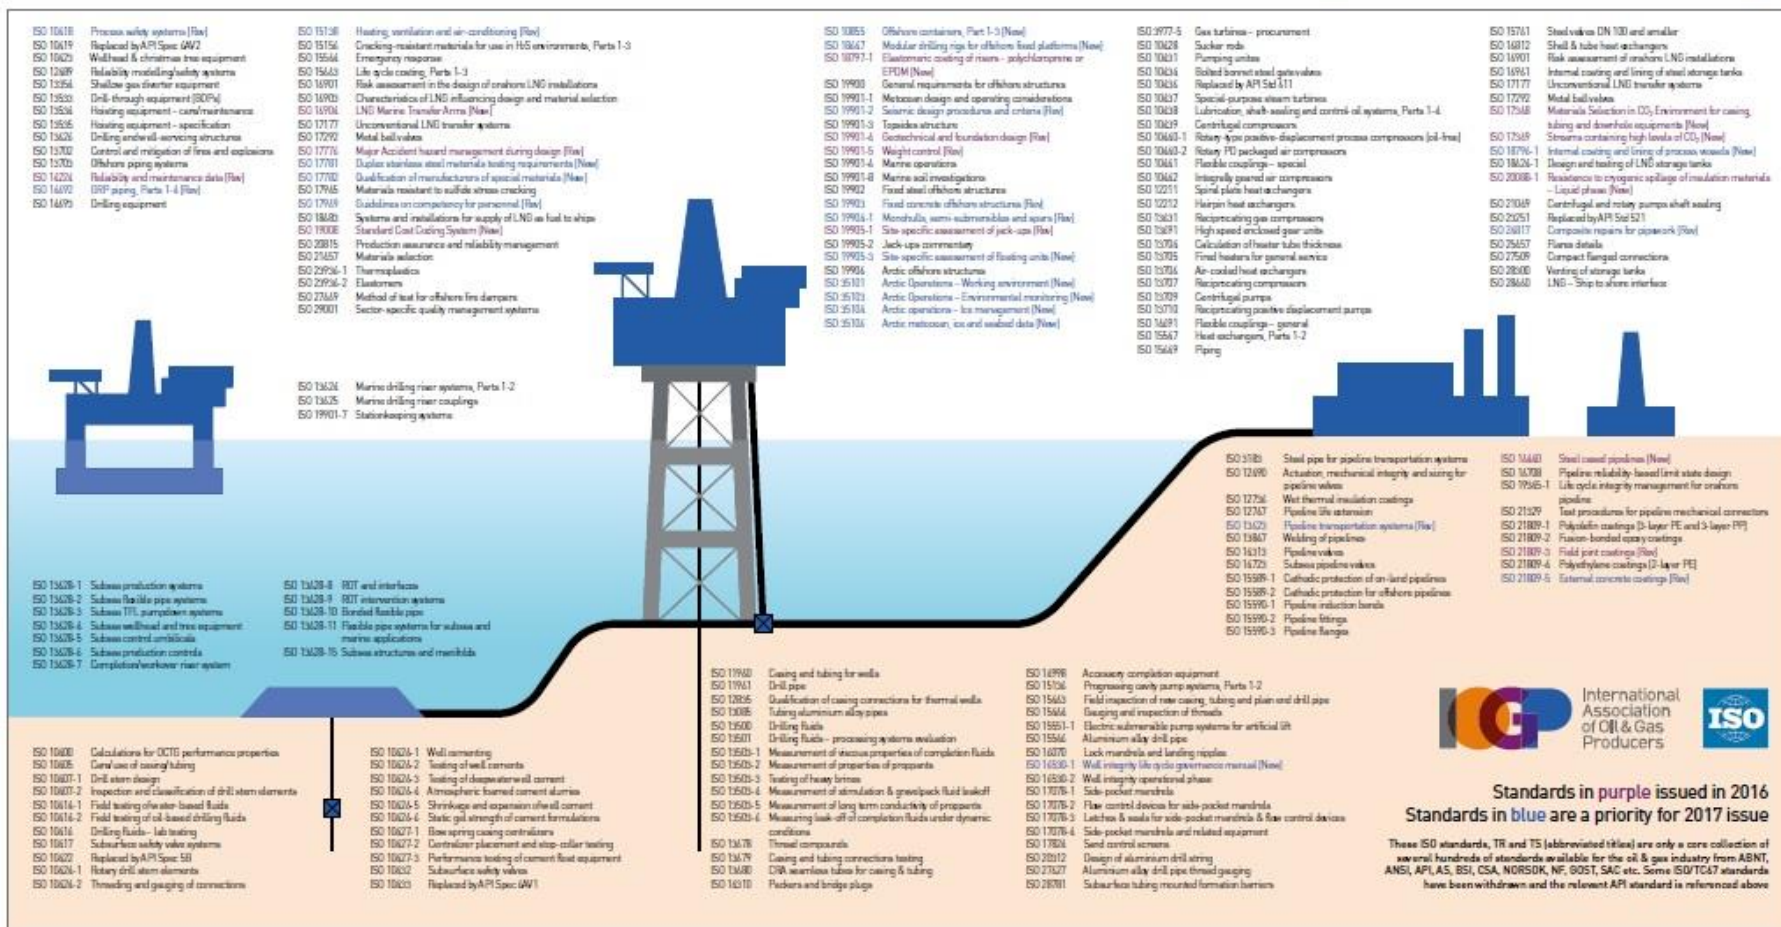 ISO 10418 Process safety systems (Rev)
ISO 10419 Replaced by API Spec 6AV2
ISO 10423 Wellhead & christmas tree equipment
ISO 12489 Reliability modelling/safety systems
ISO 13354 Shallow gas diverter equipment
ISO 13533 Drill-through equipment (BOPs)
ISO 13534 Hoisting equipment - care/maintenance
ISO 13535 Hoisting equipment - specification
ISO 13626 Drilling and well-servicing structures
ISO 13702 Control and mitigation of fires and explosions
ISO 13703 Offshore piping systems
ISO 14224 Reliability and maintenance data (Rev)
ISO 14692 GRP piping, Parts 1-4 (Rev)
ISO 14693 Drilling equipment
ISO 15138 Heating, ventilation and air-conditioning (Rev)
ISO 15156 Cracking-resistant materials for use in H₂S environments, Parts 1-3
ISO 15544 Emergency response
ISO 15663 Life cycle costing, Parts 1-3
ISO 16901 Risk assessment in the design of onshore LNG installations
ISO 16903 Characteristics of LNG influencing design and material selection
ISO 16904 LNG Marine Transfer Arms (New)
ISO 17177 Unconventional LNG transfer systems
ISO 17292 Metal ball valves
ISO 17776 Major Accident hazard management during design (Rev)
ISO 17781 Duplex stainless steel materials testing requirements (New)
ISO 17782 Qualification of manufacturers of special materials (New)
ISO 17945 Materials resistant to sulfide stress cracking
ISO 17969 Guidelines on competency for personnel (Rev)
ISO 18683 Systems and installations for supply of LNG as fuel to ships
ISO 19008 Standard Cost Coding System (New)
ISO 20815 Production assurance and reliability management
ISO 21457 Materials selection
ISO 23936-1 Thermoplastics
ISO 23936-2 Elastomers
ISO 27469 Method of test for offshore fire dampers
ISO 29001 Sector-specific quality management systems
ISO 13624 Marine drilling riser systems, Parts 1-2
ISO 13625 Marine drilling riser couplings
ISO 19901-7 Stationkeeping systems
ISO 10855 Offshore containers, Part 1-3 (New)
ISO 18647 Modular drilling rigs for offshore fixed platforms (New)
ISO 18797-1 Elastomeric coating of risers - polychloroprene or
EPDM (New)
ISO 19900 General requirements for offshore structures
ISO 19901-1 Metocean design and operating considerations
ISO 19901-2 Seismic design procedures and criteria (Rev)
ISO 19901-3 Topsides structure
ISO 19901-4 Geotechnical and foundation design (Rev)
ISO 19901-5 Weight control (Rev)
ISO 19901-6 Marine operations
ISO 19901-8 Marine soil investigations
ISO 19902 Fixed steel offshore structures
ISO 19903 Fixed concrete offshore structures (Rev)
ISO 19904-1 Monohulls, semi-submersibles and spars (Rev)
ISO 19905-1 Site-specific assessment of jack-ups (Rev)
ISO 19905-2 Jack-ups commentary
ISO 19905-3 Site-specific assessment of floating units (New)
ISO 19906 Arctic offshore structures
ISO 35101 Arctic Operations - Working environment (New)
ISO 35103 Arctic Operations - Environmental monitoring (New)
ISO 35104 Arctic operations - Ice management (New)
ISO 35106 Arctic metocean, ice and seabed data (New)
ISO 3977-5 Gas turbines - procurement
ISO 10428 Sucker rods
ISO 10431 Pumping unites
ISO 10434 Bolted bonnet steel gate valves
ISO 10436 Replaced by API Std 611
ISO 10437 Special-purpose steam turbines
ISO 10438 Lubrication, shaft-sealing and control-oil systems, Parts 1-4
ISO 10439 Centrifugal compressors
ISO 10440-1 Rotary-type positive-displacement process compressors (oil-free)
ISO 10440-2 Rotary PD packaged air compressors
ISO 10441 Flexible couplings - special
ISO 10442 Integrally geared air compressors
ISO 12211 Spiral plate heat exchangers
ISO 12212 Hairpin heat exchangers
ISO 13631 Reciprocating gas compressors
ISO 13691 High speed enclosed gear units
ISO 13704 Calculation of heater tube thickness
ISO 13705 Fired heaters for general service
ISO 13706 Air-cooled heat exchangers
ISO 13707 Reciprocating compressors
ISO 13709 Centrifugal pumps
ISO 13710 Reciprocating positive displacement pumps
ISO 14691 Flexible couplings - general
ISO 15547 Heat exchangers, Parts 1-2
ISO 15649 Piping
ISO 15761 Steel valves DN 100 and smaller
ISO 16812 Shell & tube heat exchangers
ISO 16901 Risk assessment of onshore LNG installations
ISO 16961 Internal coating and lining of steel storage tanks
ISO 17177 Unconventional LNG transfer systems
ISO 17292 Metal ball valves
ISO 17348 Materials Selection in CO₂ Environment for casing,
tubing and downhole equipments (New)
ISO 17349 Streams containing high levels of CO₂ (New)
ISO 18796-1 Internal coating and lining of process vessels (New)
ISO 18624-1 Design and testing of LNG storage tanks
ISO 20088-1 Resistance to cryogenic spillage of insulation materials
- Liquid phase (New)
ISO 21049 Centrifugal and rotary pumps shaft sealing
ISO 23251 Replaced by API Std 521
ISO 24817 Composite repairs for pipework (Rev)
ISO 25457 Flares details
ISO 27509 Compact flanged connections
ISO 28300 Venting of storage tanks
ISO 28460 LNG - Ship to shore interface
ISO 3183 Steel pipe for pipeline transportation systems
ISO 12490 Actuation, mechanical integrity and sizing for
pipeline valves
ISO 12736 Wet thermal insulation coatings
ISO 12747 Pipeline life extension
ISO 13623 Pipeline transportation systems (Rev)
ISO 13847 Welding of pipelines
ISO 14313 Pipeline valves
ISO 14723 Subsea pipeline valves
ISO 15589-1 Cathodic protection of on-land pipelines
ISO 15589-2 Cathodic protection for offshore pipelines
ISO 15590-1 Pipeline induction bends
ISO 15590-2 Pipeline fittings
ISO 15590-3 Pipeline flanges
ISO 16440 Steel cased pipelines (New)
ISO 16708 Pipeline reliability-based limit state design
ISO 19345-1 Life cycle integrity management for onshore
pipeline
ISO 21329 Test procedures for pipeline mechanical connectors
ISO 21809-1 Polyolefin coatings (3-layer PE and 3-layer PP)
ISO 21809-2 Fusion-bonded epoxy coatings
ISO 21809-3 Field joint coatings (Rev)
ISO 21809-4 Polyethylene coatings (2-layer PE)
ISO 21809-5 External concrete coatings (Rev)
ISO 13628-1 Subsea production systems
ISO 13628-2 Subsea flexible pipe systems
ISO 13628-3 Subsea TFL pumpdown systems
ISO 13628-4 Subsea wellhead and tree equipment
ISO 13628-5 Subsea control umbilicals
ISO 13628-6 Subsea production controls
ISO 13628-7 Completion/workover riser system
ISO 13628-8 ROT and interfaces
ISO 13628-9 ROT intervention systems
ISO 13628-10 Bonded flexible pipe
ISO 13628-11 Flexible pipe systems for subsea and
marine applications
ISO 13628-15 Subsea structures and manifolds
ISO 10400 Calculations for OCTG performance properties
ISO 10405 Care/use of casing/tubing
ISO 10407-1 Drill stem design
ISO 10407-2 Inspection and classification of drill stem elements
ISO 10414-1 Field testing of water-based fluids
ISO 10414-2 Field testing of oil-based drilling fluids
ISO 10416 Drilling fluids - lab testing
ISO 10417 Subsurface safety valve systems
ISO 10422 Replaced by API Spec 5B
ISO 10424-1 Rotary drill stem elements
ISO 10424-2 Threading and gauging of connections
ISO 10426-1 Well cementing
ISO 10426-2 Testing of well cements
ISO 10426-3 Testing of deepwater well cement
ISO 10426-4 Atmospheric foamed cement slurries
ISO 10426-5 Shrinkage and expansion of well cement
ISO 10426-6 Static gel strength of cement formulations
ISO 10427-1 Bow spring casing centralizers
ISO 10427-2 Centralizer placement and stop-collar testing
ISO 10427-3 Performance testing of cement float equipment
ISO 10432 Subsurface safety valves
ISO 10433 Replaced by API Spec 6AV1
ISO 11960 Casing and tubing for wells
ISO 11961 Drill pipe
ISO 12835 Qualification of casing connections for thermal wells
ISO 13085 Tubing aluminium alloy pipes
ISO 13500 Drilling fluids
ISO 13501 Drilling fluids - processing systems evaluation
ISO 13503-1 Measurement of viscous properties of completion fluids
ISO 13503-2 Measurement of properties of proppants
ISO 13503-3 Testing of heavy brines
ISO 13503-4 Measurement of stimulation & gravelpack fluid leakoff
ISO 13503-5 Measurement of long term conductivity of proppants
ISO 13503-6 Measuring leak-off of completion fluids under dynamic
conditions
ISO 13678 Thread compounds
ISO 13679 Casing and tubing connections testing
ISO 13680 CRA seamless tubes for casing & tubing
ISO 14310 Packers and bridge plugs
ISO 14998 Accessory completion equipment
ISO 15136 Progressing cavity pump systems, Parts 1-2
ISO 15463 Field inspection of new casing, tubing and plain end drill pipe
ISO 15464 Gauging and inspection of threads
ISO 15551-1 Electric submersible pump systems for artificial lift
ISO 15546 Aluminium alloy drill pipe
ISO 16070 Lock mandrels and landing nipples
ISO 16530-1 Well integrity life cycle governance manual (New)
ISO 16530-2 Well integrity operational phase
ISO 17078-1 Side-pocket mandrels
ISO 17078-2 Flow control devices for side-pocket mandrels
ISO 17078-3 Latches & seals for side-pocket mandrels & flow control devices
ISO 17078-4 Side-pocket mandrels and related equipment
ISO 17824 Sand control screens
ISO 20312 Design of aluminium drill string
ISO 27627 Aluminium alloy drill pipe thread gauging
ISO 28781 Subsurface tubing mounted formation barriers
IOGP
International
Association
of Oil & Gas
Producers
ISO
Standards in purple issued in 2016
Standards in blue are a priority for 2017 issue
These ISO standards, TR and TS (abbreviated titles) are only a core collection of
several hundreds of standards available for the oil & gas industry from ABNT,
ANSI, API, AS, BSI, CSA, NORSOK, NF, GOST, SAC etc. Some ISO/TC67 standards
have been withdrawn and the relevant API standard is referenced above